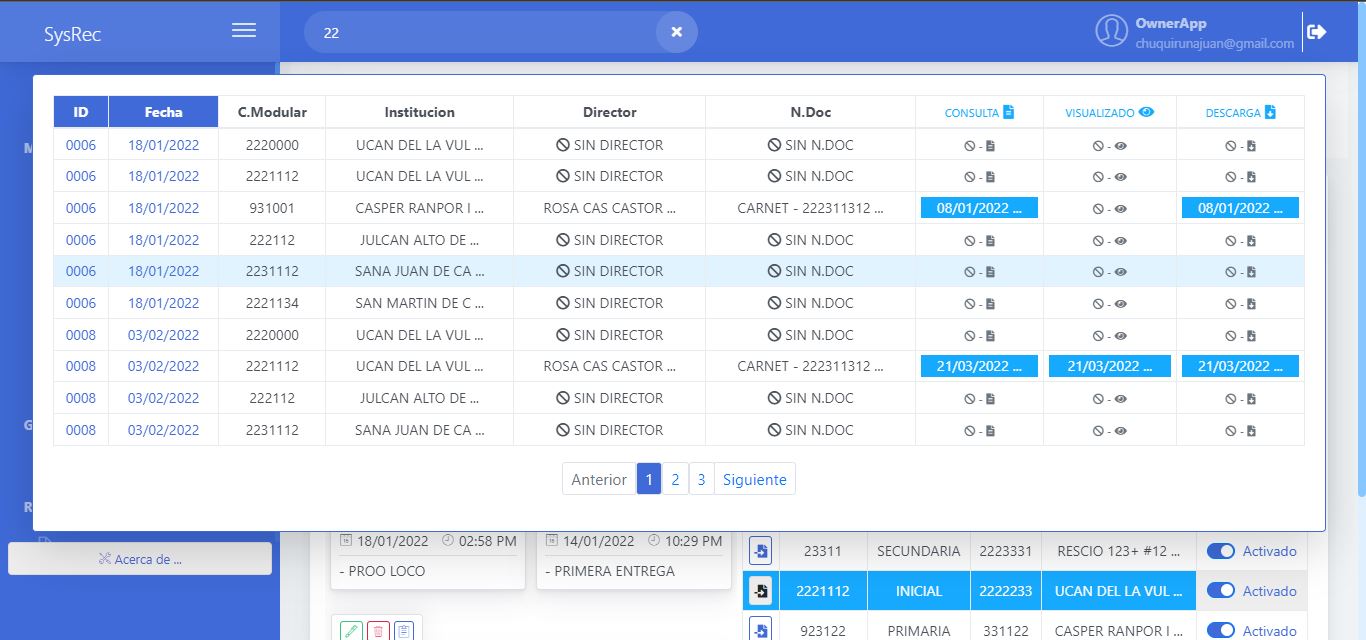 SysRec
22
OwnerApp
chuquirunajuan@gmail.com
ID Fecha C.Modular Institucion Director N.Doc CONSULTA VISUALIZADO DESCARGA
0006 18/01/2022 2220000 UCAN DEL LA VUL ... SIN DIRECTOR SIN N.DOC - - -
0006 18/01/2022 2221112 UCAN DEL LA VUL ... SIN DIRECTOR SIN N.DOC - - -
0006 18/01/2022 931001 CASPER RANPOR I ... ROSA CAS CASTOR ... CARNET - 222311312 ... 08/01/2022 ... - 08/01/2022 ...
0006 18/01/2022 222112 JULCAN ALTO DE ... SIN DIRECTOR SIN N.DOC - - -
0006 18/01/2022 2231112 SANA JUAN DE CA ... SIN DIRECTOR SIN N.DOC - - -
0006 18/01/2022 2221134 SAN MARTIN DE C ... SIN DIRECTOR SIN N.DOC - - -
0008 03/02/2022 2220000 UCAN DEL LA VUL ... SIN DIRECTOR SIN N.DOC - - -
0008 03/02/2022 2221112 UCAN DEL LA VUL ... ROSA CAS CASTOR ... CARNET - 222311312 ... 21/03/2022 ... 21/03/2022 ... 21/03/2022 ...
0008 03/02/2022 222112 JULCAN ALTO DE ... SIN DIRECTOR SIN N.DOC - - -
0008 03/02/2022 2231112 SANA JUAN DE CA ... SIN DIRECTOR SIN N.DOC - - -
Anterior 1 2 3 Siguiente
Acerca de ...
18/01/2022 02:58 PM
- PROO LOCO
14/01/2022 10:29 PM
- PRIMERA ENTREGA
23311 SECUNDARIA 2223331 RESCIO 123+ #12 ... Activado
2221112 INICIAL 2222233 UCAN DEL LA VUL ... Activado
923122 PRIMARIA 331122 CASPER RANPOR I ... Activado